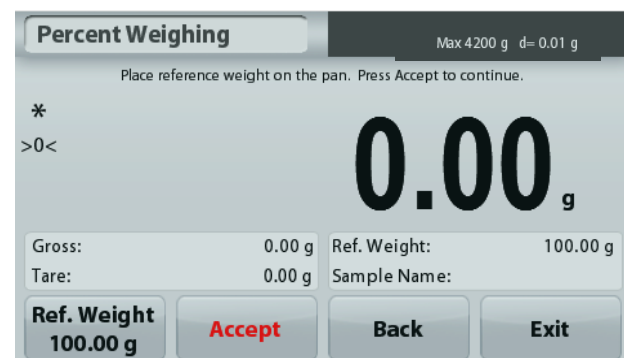 Percent Weighing
Max 4200 g d= 0.01 g
Place reference weight on the pan. Press Accept to continue.
*
>0<
0.00 g
Gross: 0.00 g Ref. Weight: 100.00 g
Tare: 0.00 g Sample Name:
Ref. Weight
100.00 g
Accept
Back
Exit